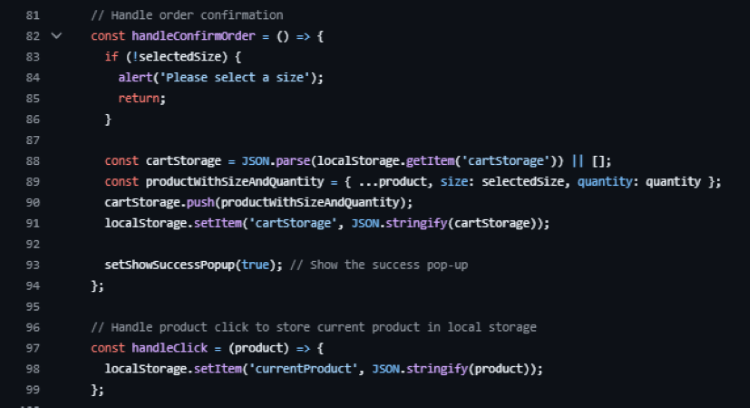 81 // Handle order confirmation
82 const handleConfirmOrder = () => {
83 if (!selectedSize) {
84 alert('Please select a size');
85 return;
86 }
87
88 const cartStorage = JSON.parse(localStorage.getItem('cartStorage')) || [];
89 const productWithSizeAndQuantity = { ...product, size: selectedSize, quantity: quantity };
90 cartStorage.push(productWithSizeAndQuantity);
91 localStorage.setItem('cartStorage', JSON.stringify(cartStorage));
92
93 setShowSuccessPopup(true); // Show the success pop-up
94 };
95
96 // Handle product click to store current product in local storage
97 const handleClick = (product) => {
98 localStorage.setItem('currentProduct', JSON.stringify(product));
99 };